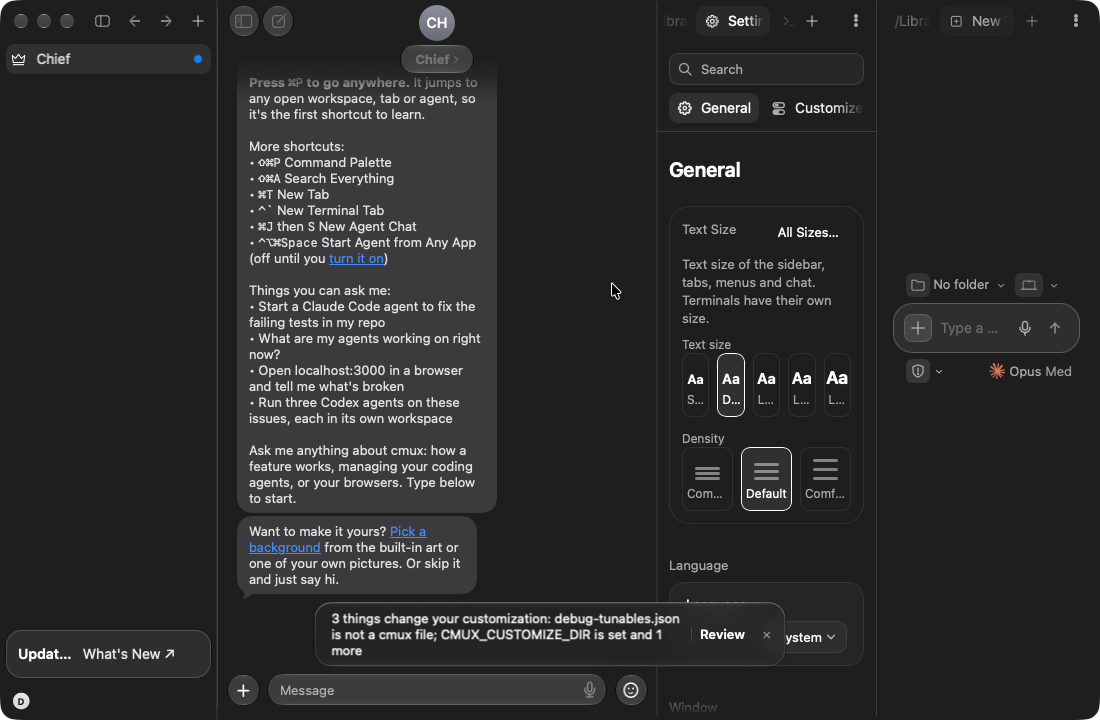 Chief
Updat...
What's New ↗
D
CH
Chief ›
Press ⌘P to go anywhere. It jumps to
any open workspace, tab or agent, so
it's the first shortcut to learn.
More shortcuts:
• ⇧⌘P Command Palette
• ⇧⌘A Search Everything
• ⌘T New Tab
• ^` New Terminal Tab
• ⌘J then S New Agent Chat
• ^⌥⌘Space Start Agent from Any App
(off until you turn it on)
Things you can ask me:
• Start a Claude Code agent to fix the
failing tests in my repo
• What are my agents working on right
now?
• Open localhost:3000 in a browser
and tell me what's broken
• Run three Codex agents on these
issues, each in its own workspace
Ask me anything about cmux: how a
feature works, managing your coding
agents, or your browsers. Type below
to start.
Want to make it yours? Pick a
background from the built-in art or
one of your own pictures. Or skip it
and just say hi.
3 things change your customization: debug-tunables.json
is not a cmux file; CMUX_CUSTOMIZE_DIR is set and 1
more
Review
Message
Settin
Search
General
Customize
General
Text Size
All Sizes...
Text size of the sidebar,
tabs, menus and chat.
Terminals have their own
size.
Text size
Aa Aa Aa Aa Aa
S... D... L... L... L...
Density
Com... Default Comf...
Language
ystem
Window
/Libra
New
No folder
Type a ...
Opus Med